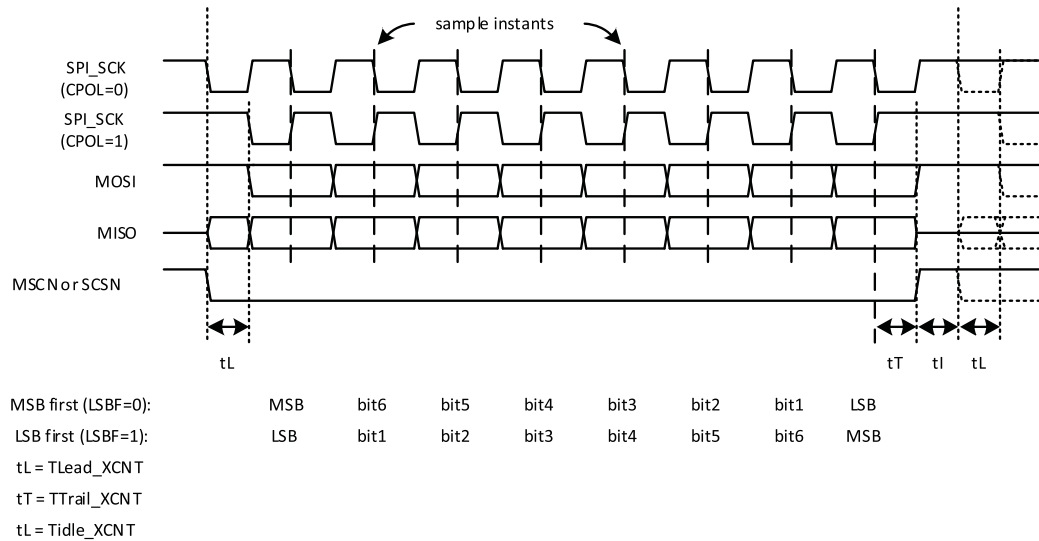 sample instants
SPI_SCK
(CPOL=0)
SPI_SCK
(CPOL=1)
MOSI
MISO
MSCN or SCSN
tL tT tI tL
MSB first (LSBF=0): MSB bit6 bit5 bit4 bit3 bit2 bit1 LSB
LSB first (LSBF=1): LSB bit1 bit2 bit3 bit4 bit5 bit6 MSB
tL = TLead_XCNT
tT = TTrail_XCNT
tL = Tidle_XCNT